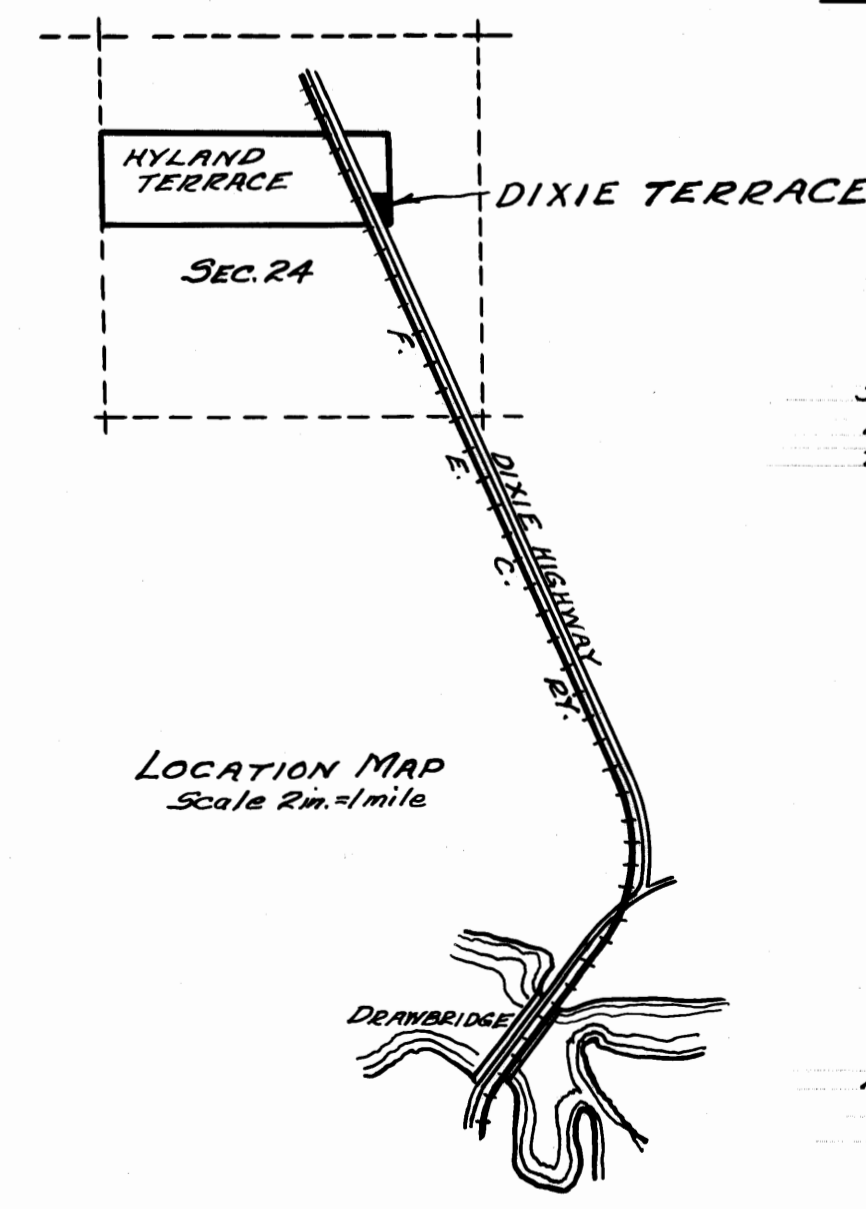 HYLAND
TERRACE
DIXIE TERRACE
SEC. 24
F. E. C. RY.
DIXIE HIGHWAY
LOCATION MAP
Scale 2in.=1mile
DRAWBRIDGE